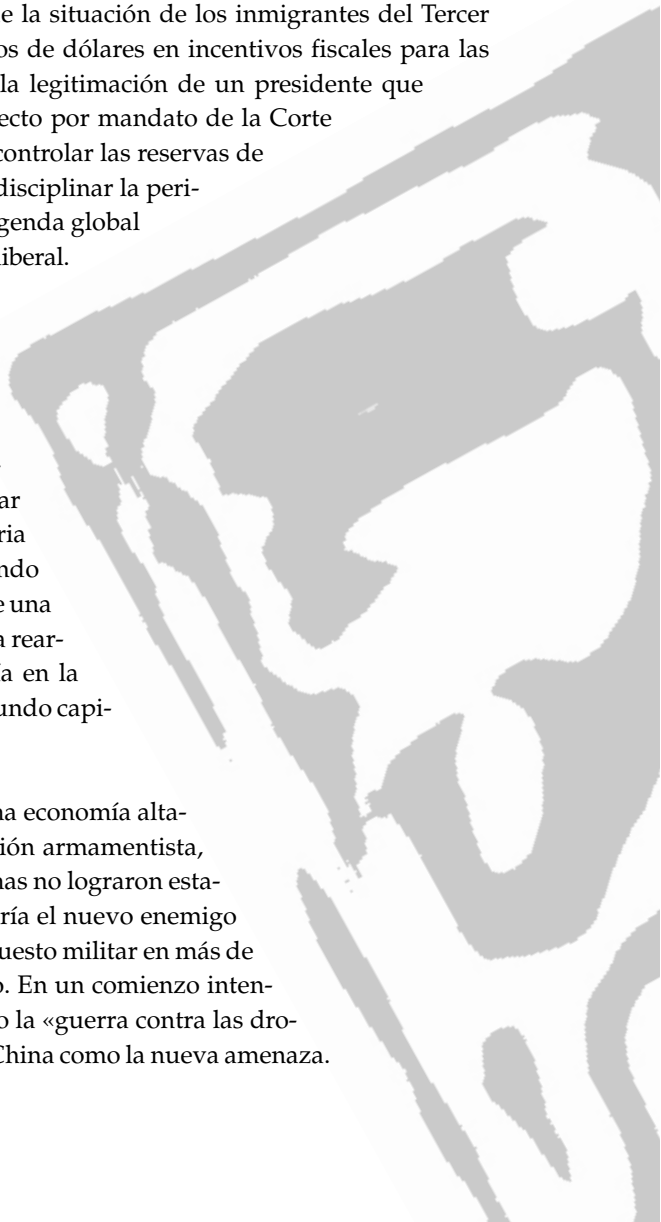 e la situación de los inmigrantes del Tercer
os de dólares en incentivos fiscales para las
la legitimación de un presidente que
ecto por mandato de la Corte
controlar las reservas de
disciplinar la peri-
genda global
iberal.
ar
ria
ndo
e una
a rear-
ía en la
undo capi-
na economía alta-
ción armamentista,
nas no lograron esta-
ría el nuevo enemigo
uesto militar en más de
o. En un comienzo inten-
o la «guerra contra las dro-
China como la nueva amenaza.